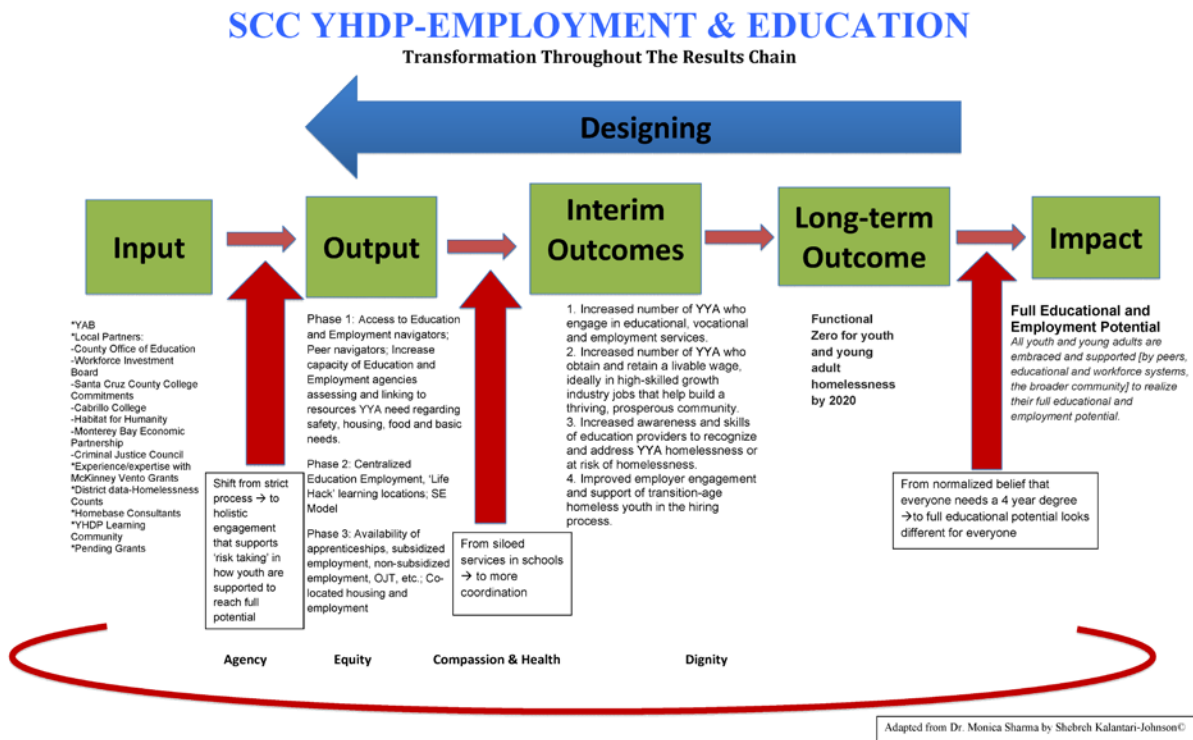 SCC YHDP-EMPLOYMENT & EDUCATION
Transformation Throughout The Results Chain
Designing
Input
Output
Interim
Outcomes
Long-term
Outcome
Impact
*YAB
*Local Partners:
-County Office of Education
-Workforce Investment
Board
-Santa Cruz County College
Commitments
-Cabrillo College
-Habitat for Humanity
-Monterey Bay Economic
Partnership
-Criminal Justice Council
*Experience/expertise with
McKinney Vento Grants
*District data-Homelessness
Counts
*Homebase Consultants
*YHDP Learning
Community
*Pending Grants
Shift from strict
process → to
holistic
engagement
that supports
'risk taking' in
how youth are
supported to
reach full
potential
Phase 1: Access to Education
and Employment navigators;
Peer navigators; Increase
capacity of Education and
Employment agencies
assessing and linking to
resources YYA need regarding
safety, housing, food and basic
needs.
Phase 2: Centralized
Education Employment, 'Life
Hack' learning locations; SE
Model
Phase 3: Availability of
apprenticeships, subsidized
employment, non-subsidized
employment, OJT, etc.; Co-
located housing and
employment
From siloed
services in schools
→ to more
coordination
1. Increased number of YYA who
engage in educational, vocational
and employment services.
2. Increased number of YYA who
obtain and retain a livable wage,
ideally in high-skilled growth
industry jobs that help build a
thriving, prosperous community.
3. Increased awareness and skills
of education providers to recognize
and address YYA homelessness or
at risk of homelessness.
4. Improved employer engagement
and support of transition-age
homeless youth in the hiring
process.
Functional
Zero for youth
and young
adult
homelessness
by 2020
Full Educational and
Employment Potential
All youth and young adults are
embraced and supported [by peers,
educational and workforce systems,
the broader community] to realize
their full educational and
employment potential.
From normalized belief that
everyone needs a 4 year degree
→to full educational potential looks
different for everyone
Agency
Equity
Compassion & Health
Dignity
Adapted from Dr. Monica Sharma by Shebreh Kalantari-Johnson©